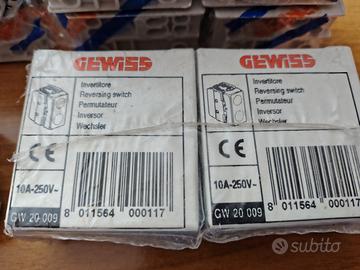 GEWISS
Invertitore
Reversing switch
Permutateur
Inversor
Wechsler
CE
10A-250V~
GW 20 009
8 011564 000117
GEWISS
Invertitore
Reversing switch
Permutateur
Inversor
Wechsler
CE
10A-250V~
GW 20 009
8 011564 000117
subito